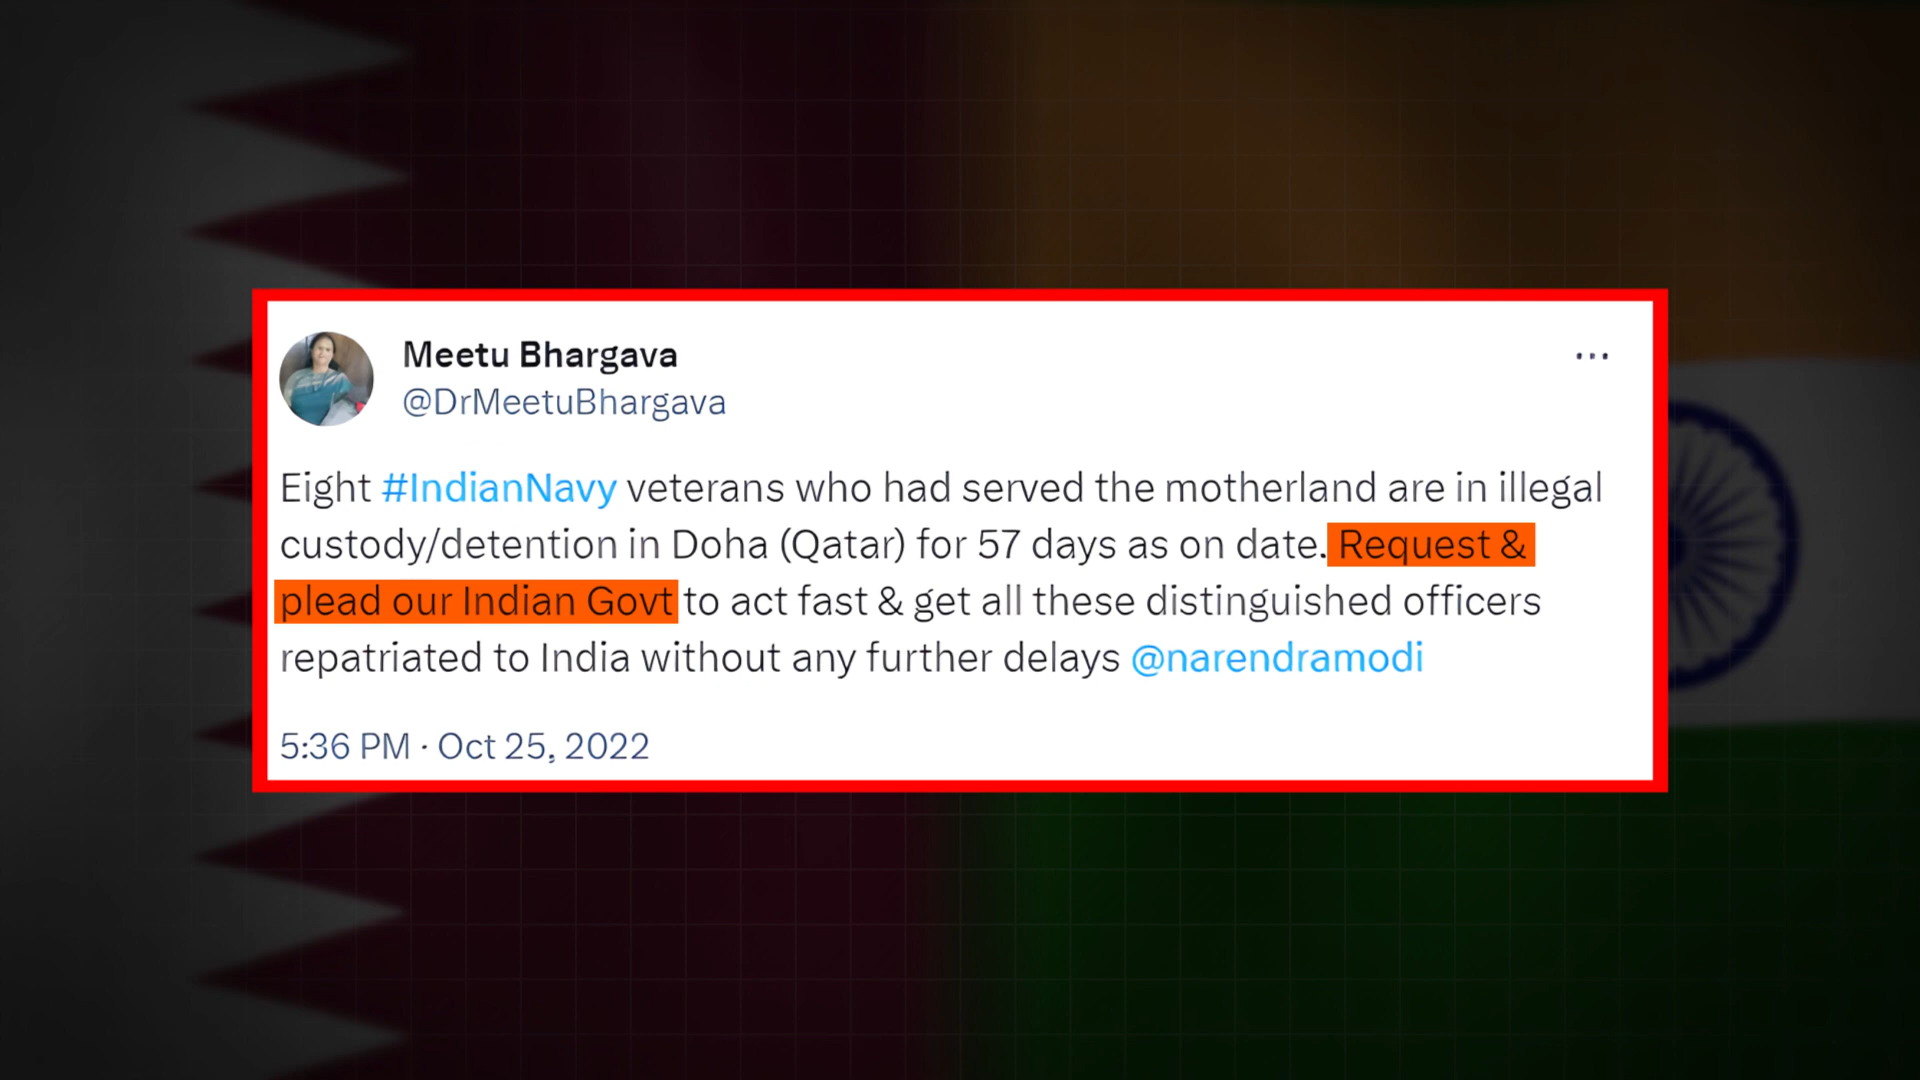 Meetu Bhargava
@DrMeetuBhargava
Eight #IndianNavy veterans who had served the motherland are in illegal
custody/detention in Doha (Qatar) for 57 days as on date. Request &
plead our Indian Govt to act fast & get all these distinguished officers
repatriated to India without any further delays @narendramodi
5:36 PM · Oct 25, 2022